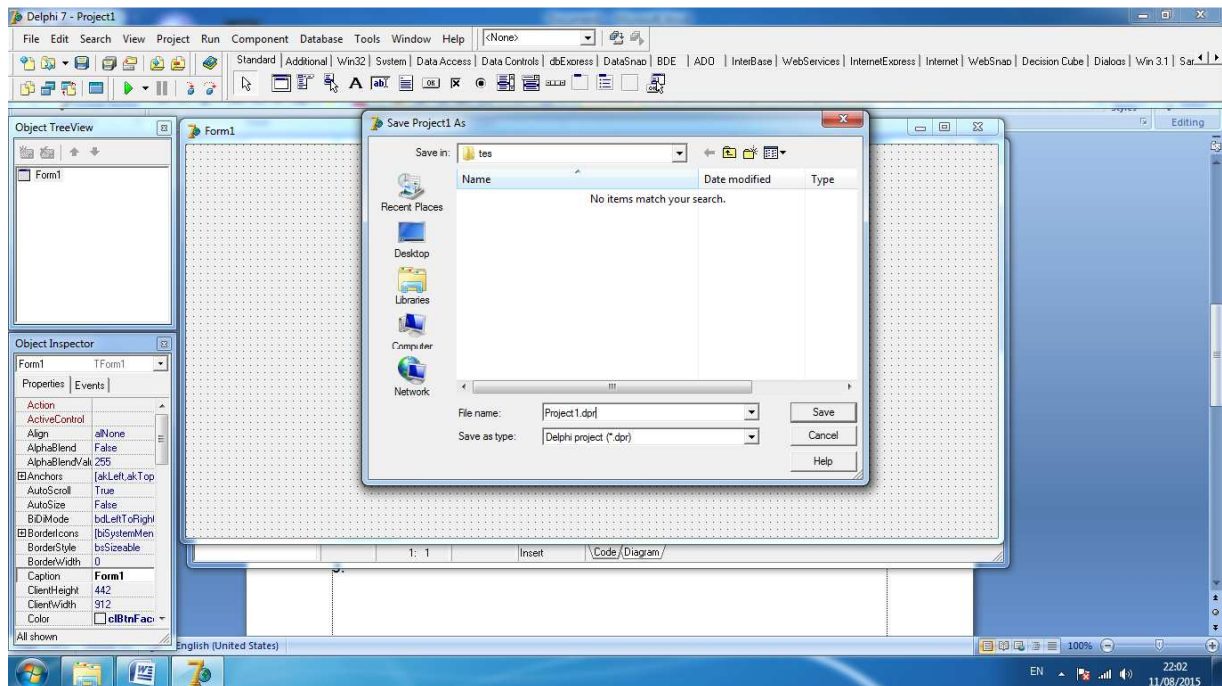 Delphi 7 - Project1
File Edit Search View Project Run Component Database Tools Window Help <None>
Standard Additional Win32 System Data Access Data Controls dbExpress DataSnap BDE ADO InterBase WebServices InternetExpress Internet WebSnap Decision Cube Dialogs Win 3.1 Sar
Object TreeView
Form1
Form1
Editing
Save Project1 As
Save in: tes
Name Date modified Type
No items match your search.
Recent Places
Desktop
Libraries
Computer
Network
File name: Project1.dpr Save
Save as type: Delphi project (*.dpr) Cancel
Help
Object Inspector
Form1 TForm1
Properties Events
Action
ActiveControl
Align alNone
AlphaBlend False
AlphaBlendValu 255
Anchors [akLeft,akTop
AutoScroll True
AutoSize False
BiDiMode bdLeftToRight
BorderIcons [biSystemMen
BorderStyle bsSizeable
BorderWidth 0
Caption Form1
ClientHeight 442
ClientWidth 912
Color clBtnFac
All shown
1: 1 Insert Code Diagram
English (United States) 100%
EN 22:02
11/08/2015